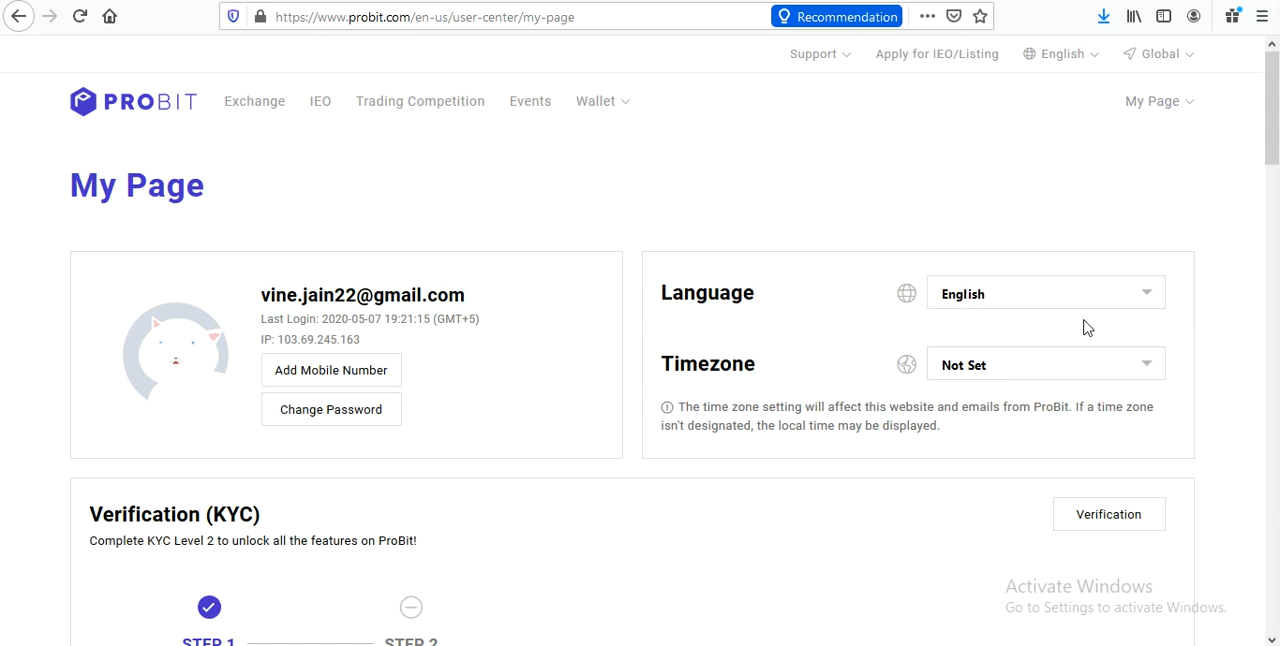 https://www.probit.com/en-us/user-center/my-page
Recommendation
Support
Apply for IEO/Listing
English
Global
PROBIT
Exchange
IEO
Trading Competition
Events
Wallet
My Page
My Page
vine.jain22@gmail.com
Last Login: 2020-05-07 19:21:15 (GMT+5)
IP: 103.69.245.163
Add Mobile Number
Change Password
Language
English
Timezone
Not Set
The time zone setting will affect this website and emails from ProBit. If a time zone
isn't designated, the local time may be displayed.
Verification (KYC)
Verification
Complete KYC Level 2 to unlock all the features on ProBit!
STEP 1
STEP 2
Activate Windows
Go to Settings to activate Windows.